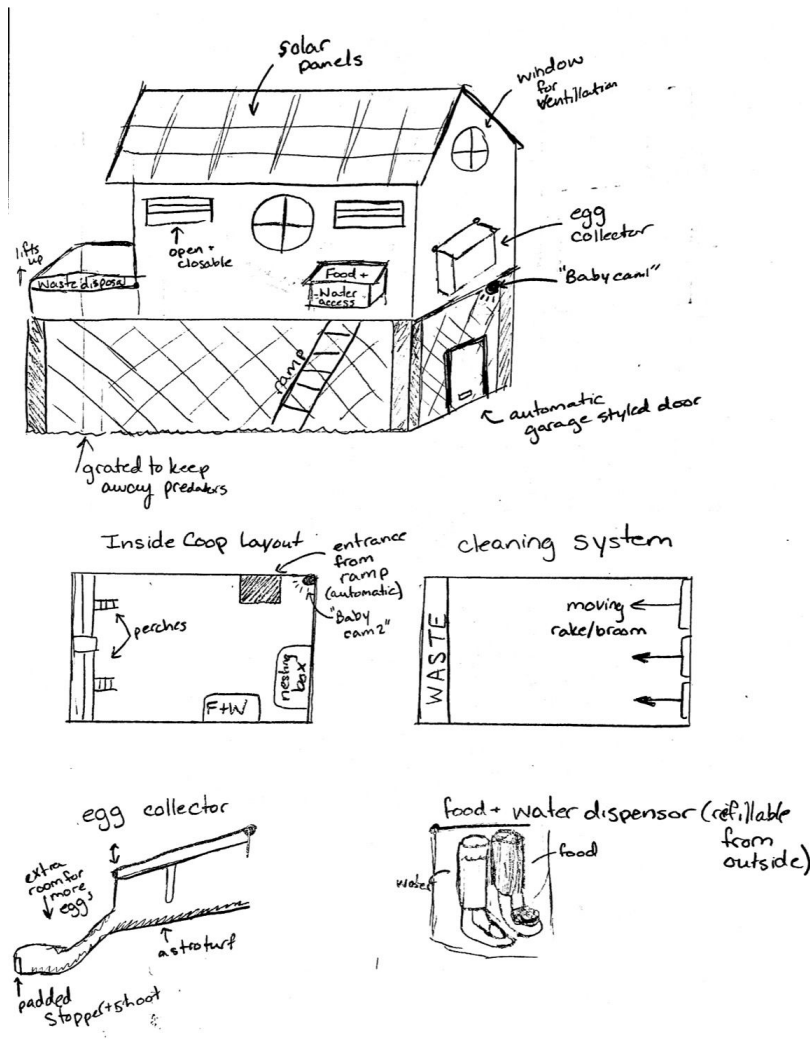 solar
panels
window
for
ventillation
egg
collector
lifts
up
open +
closable
Waste disposal
Food +
Water
access
"Baby cam 1"
ramp
automatic
garage styled door
grated to keep
away predators
Inside Coop Layout
entrance
from
ramp
(automatic)
"Baby
cam 2"
perches
nesting
box
F+W
cleaning system
moving
rake/broom
WASTE
egg collector
extra
room for
more
eggs
astroturf
padded
stopper + shoot
food + water dispensor (refillable
from
outside)
water
food